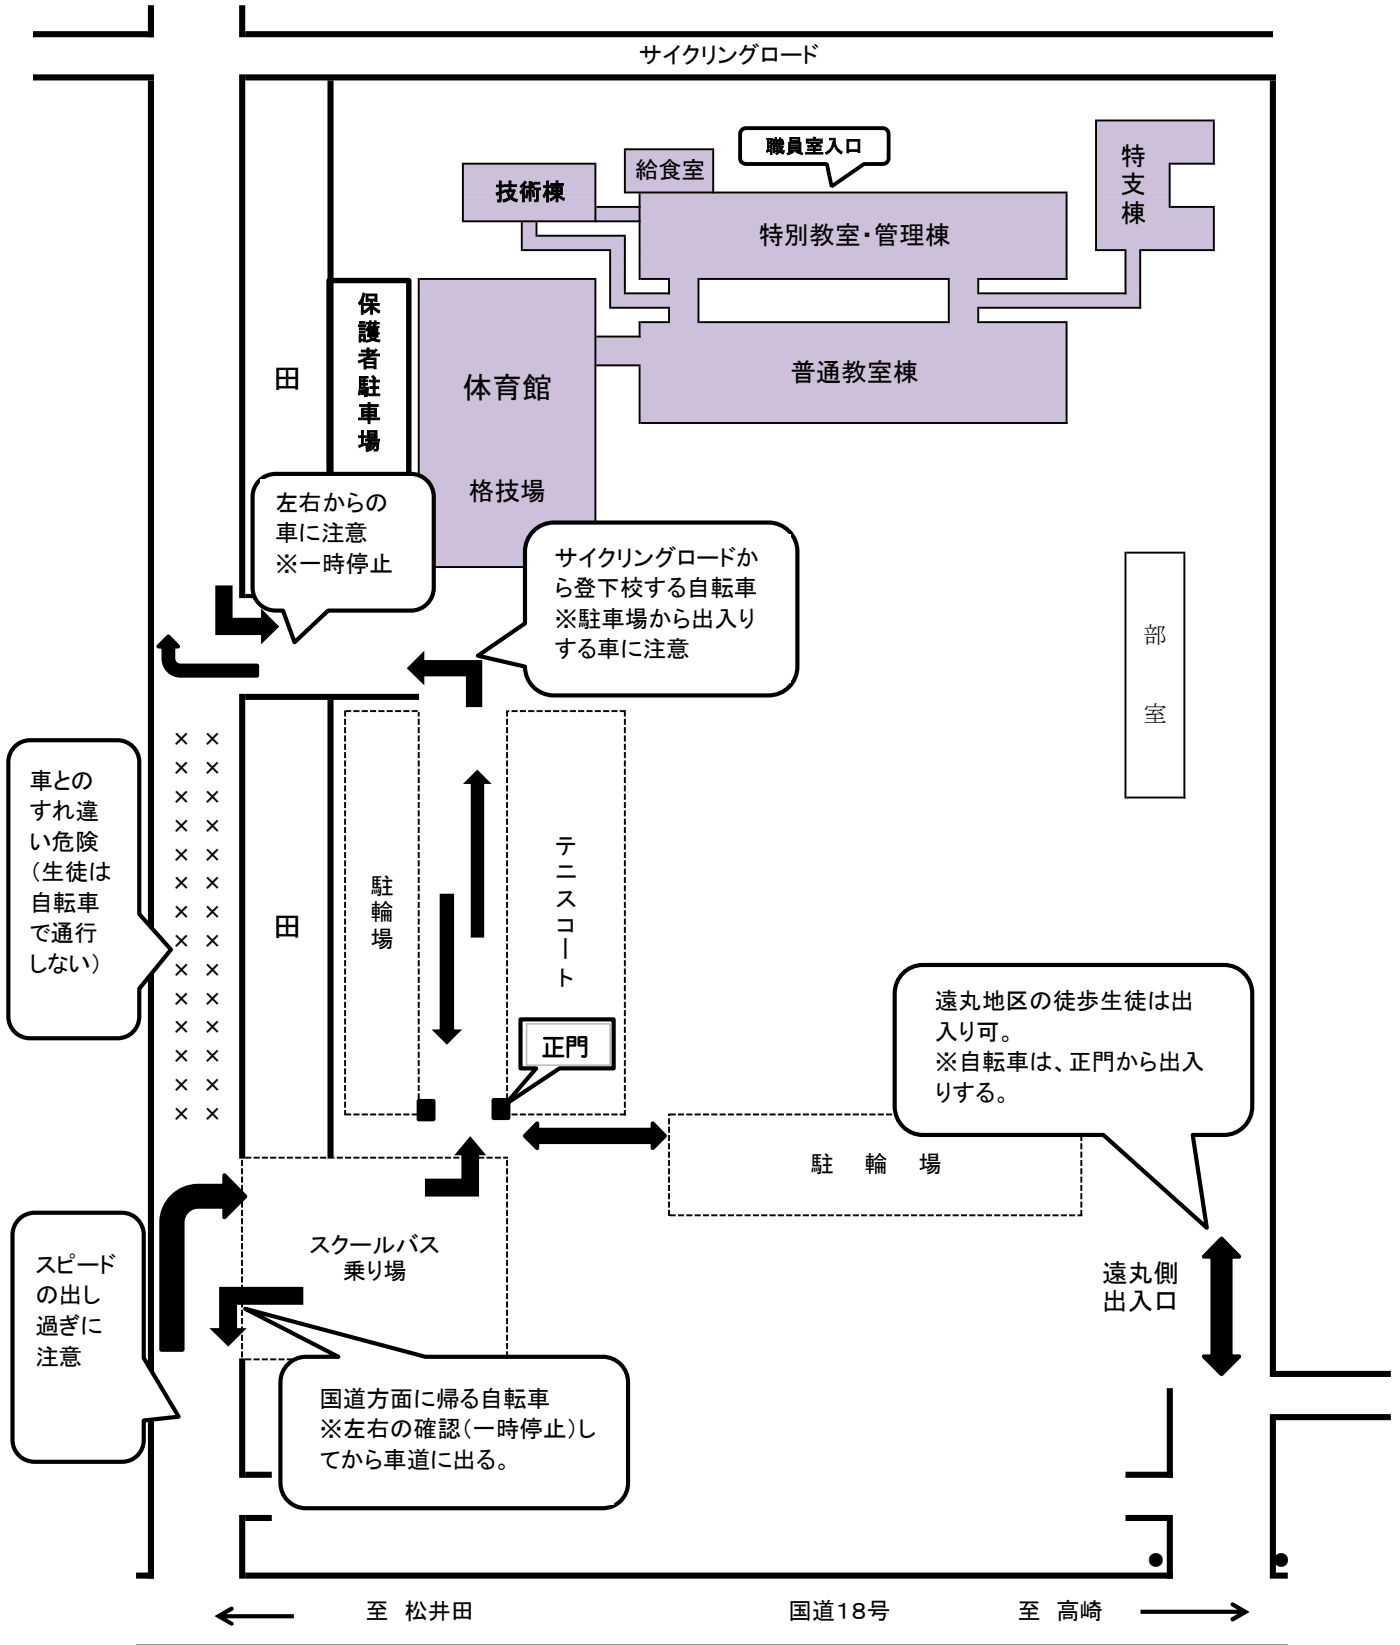 サイクリングロード
職員室入口
給食室
技術棟
特支棟
特別教室・管理棟
保護者駐車場
田
体育館
普通教室棟
格技場
左右からの
車に注意
※一時停止
サイクリングロードか
ら登下校する自転車
※駐車場から出入り
する車に注意
部室
車との
すれ違
い危険
(生徒は
自転車
で通行
しない)
× ×
× ×
× ×
× ×
× ×
× ×
× ×
× ×
× ×
× ×
× ×
× ×
× ×
× ×
田
駐輪場
テニスコート
正門
遠丸地区の徒歩生徒は出
入り可。
※自転車は、正門から出入
りする。
駐 輪 場
スクールバス
乗り場
スピード
の出し
過ぎに
注意
遠丸側
出入口
国道方面に帰る自転車
※左右の確認(一時停止)し
てから車道に出る。
至 松井田
国道18号
至 高崎